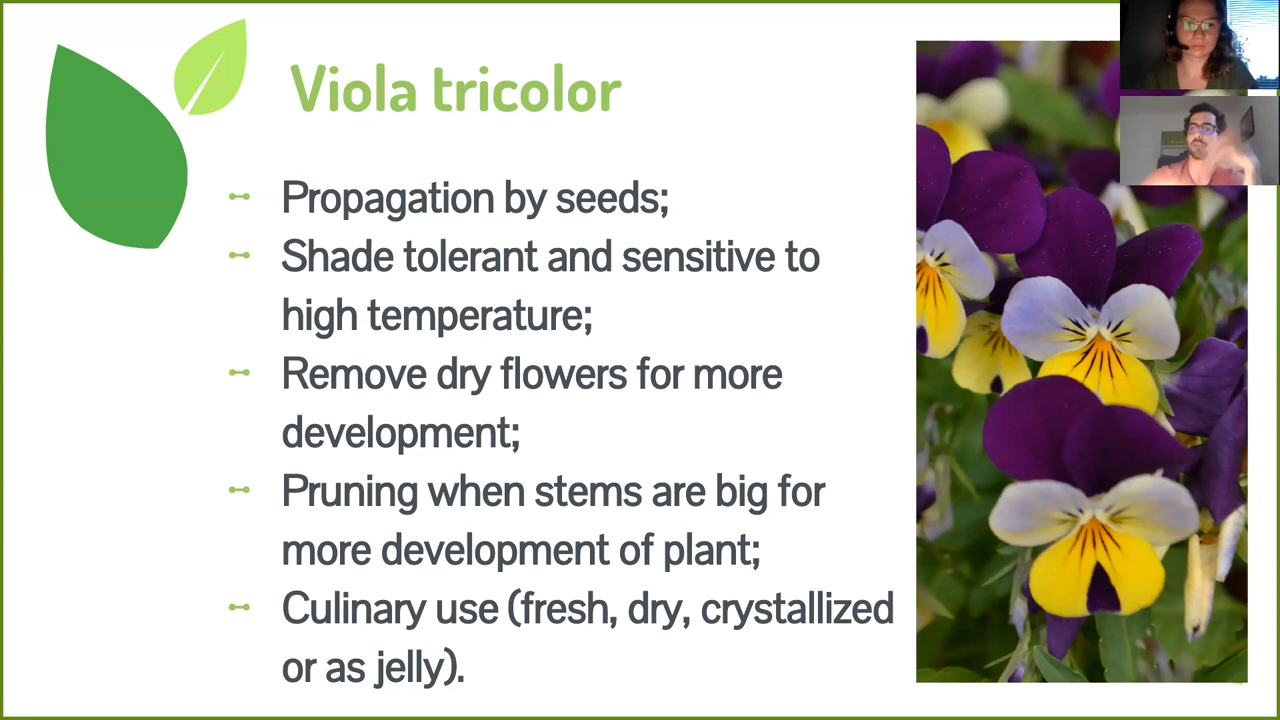 Viola tricolor
Propagation by seeds;
Shade tolerant and sensitive to
high temperature;
Remove dry flowers for more
development;
Pruning when stems are big for
more development of plant;
Culinary use (fresh, dry, crystallized
or as jelly).